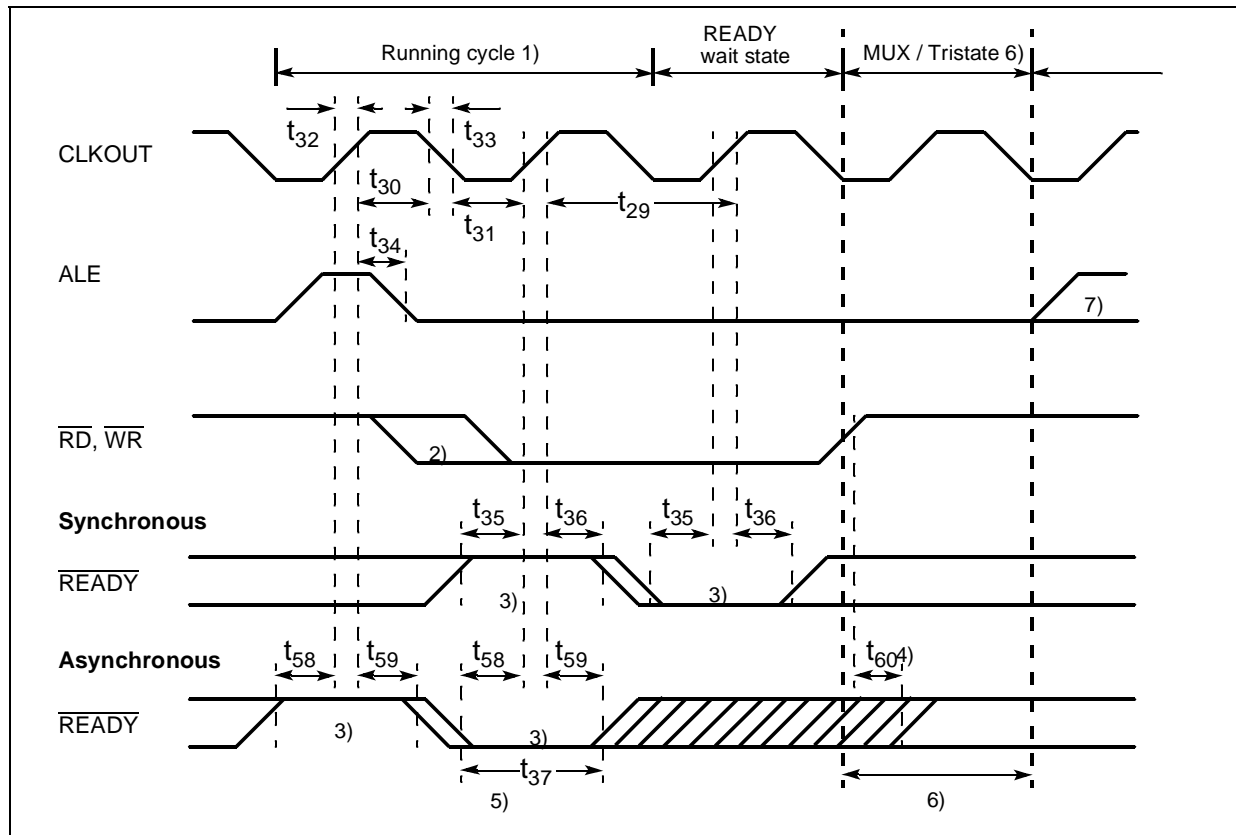 READY
Running cycle 1)
wait state
MUX / Tristate 6)
t32
t33
CLKOUT
t30
t31
t29
t34
ALE
7)
RD, WR
2)
Synchronous
t35
t36
t35
t36
READY
3)
3)
Asynchronous
t58
t59
t58
t59
t60 4)
READY
3)
3)
t37
5)
6)